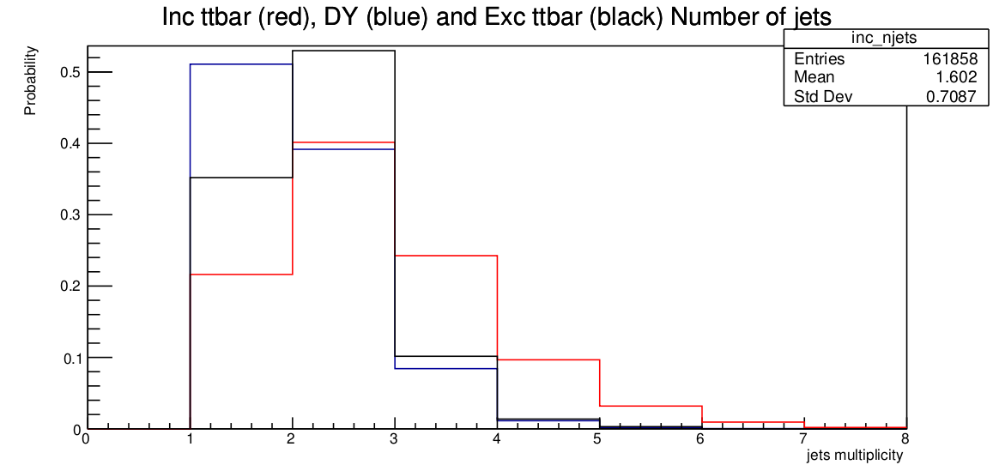 Inc ttbar (red), DY (blue) and Exc ttbar (black) Number of jets
inc_njets
Entries 161858
Mean 1.602
Std Dev 0.7087
Probability
0.5
0.4
0.3
0.2
0.1
0
0 1 2 3 4 5 6 7 8
jets multiplicity